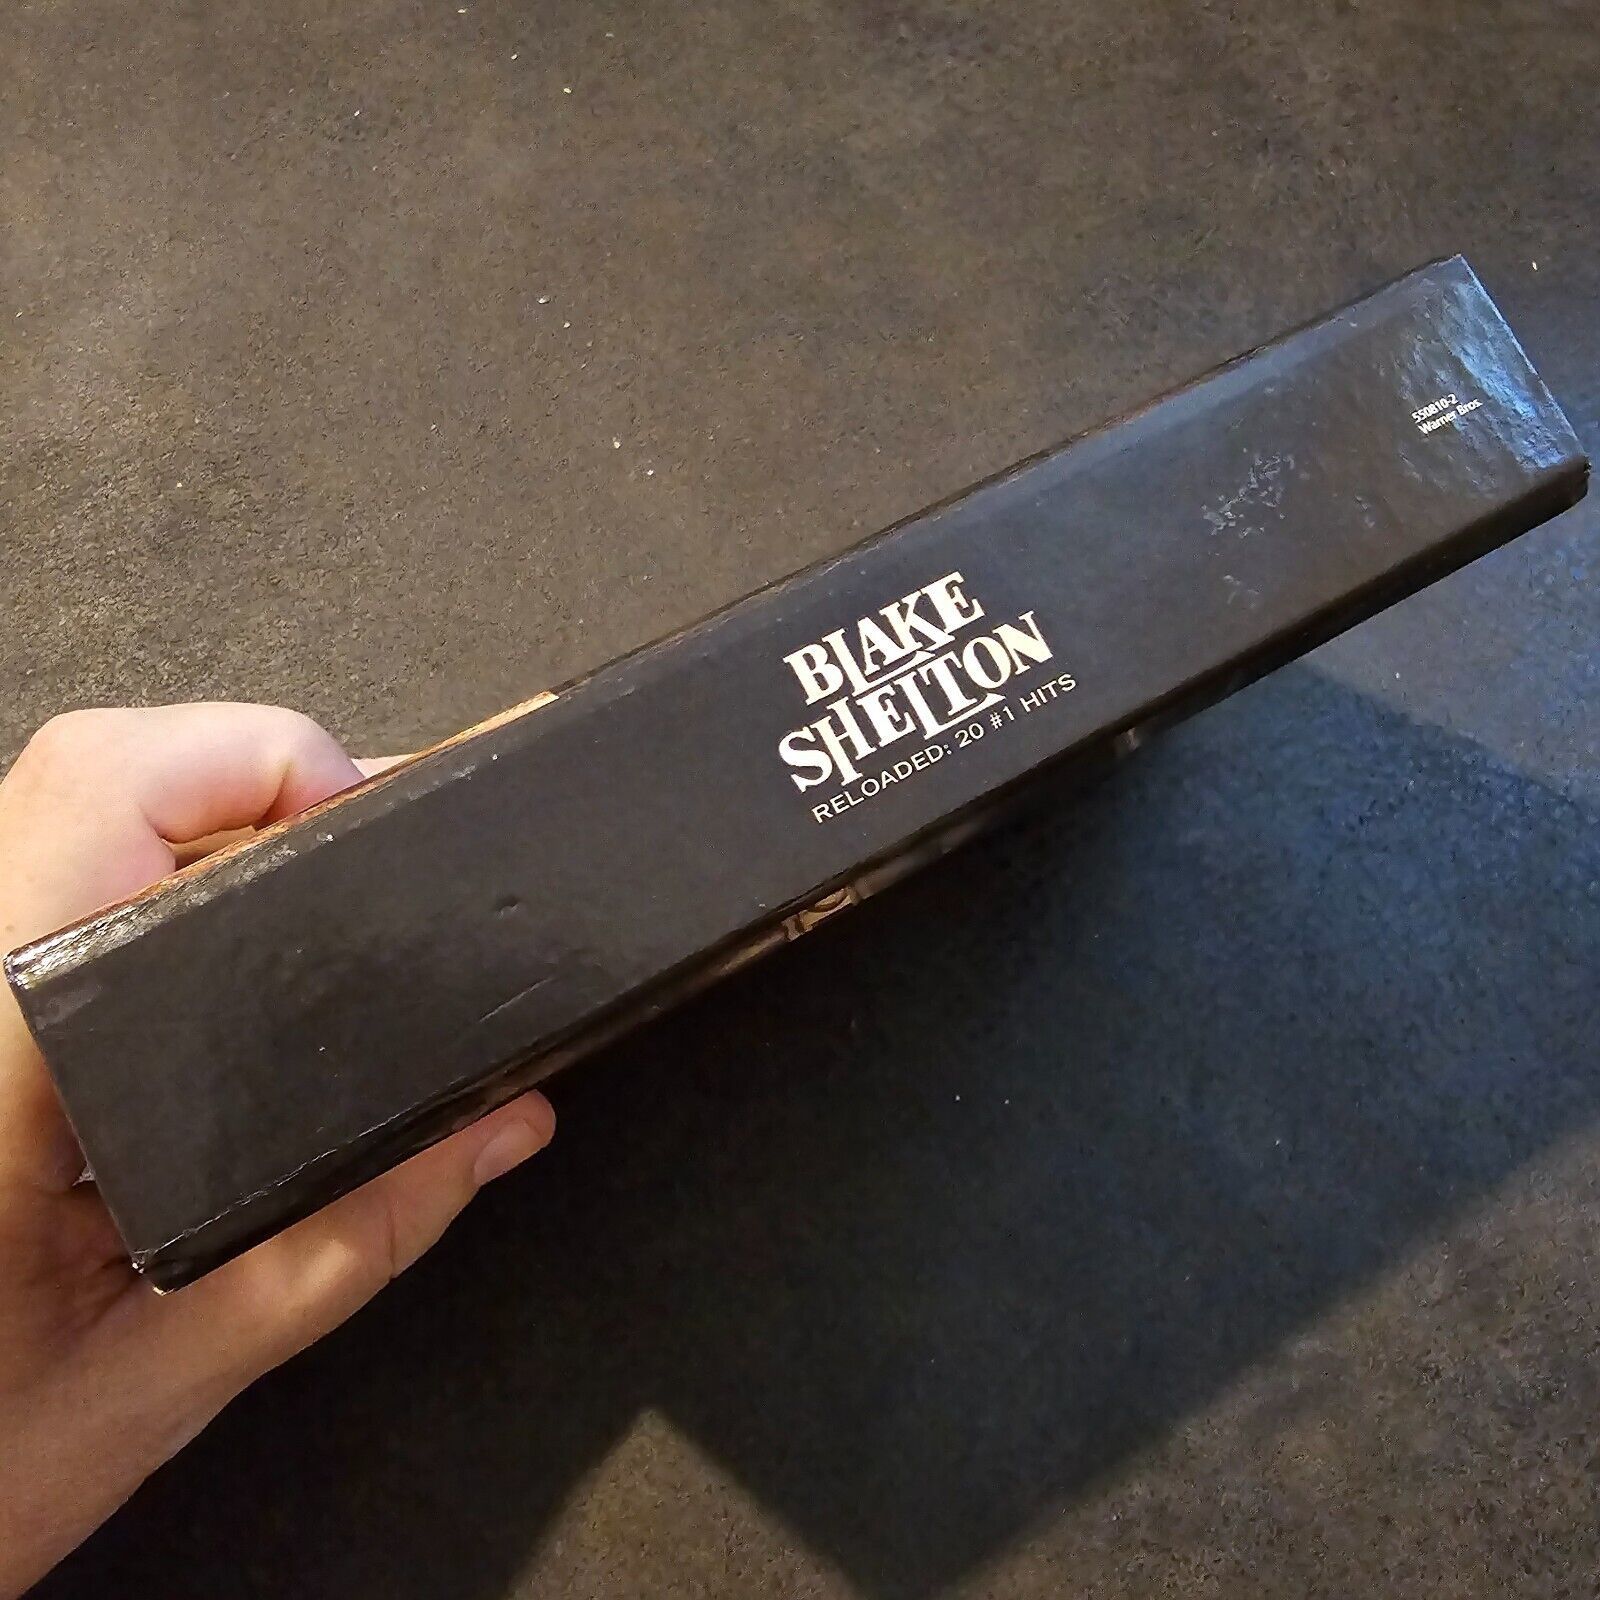 BLAKE
SHELTON
RELOADED: 20 #1 HITS
550810-2
Warner Bros.